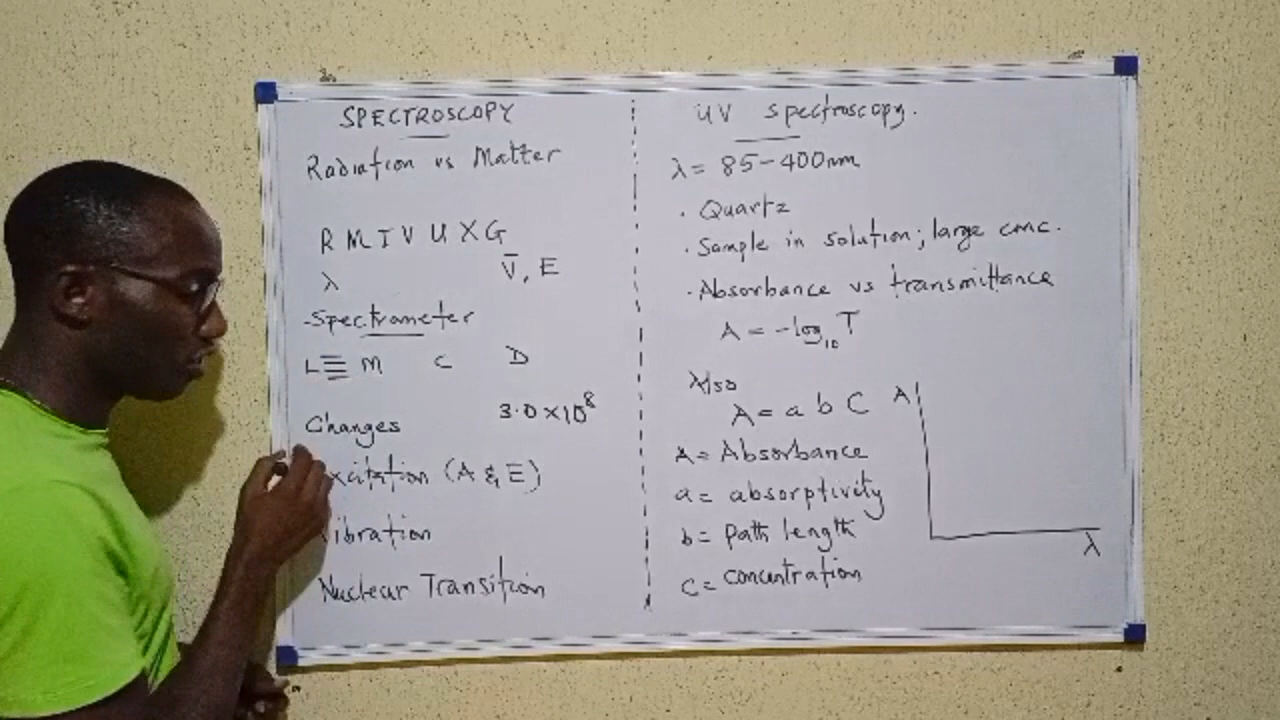 SPECTROSCOPY
Radiation vs Matter
R M I V U X G
λ ν̄, E
-Spectrometer
L≡ M C D
3.0×10⁸
Changes
xcitation (A & E)
ibration
Nuclear Transition
UV Spectroscopy.
λ = 85-400nm
· Quartz
· Sample in solution; large conc.
· Absorbance vs transmittance
A = -log₁₀ T
Also
A = a b C
A = Absorbance
a = absorptivity
b = path length
C = concentration
A
λ